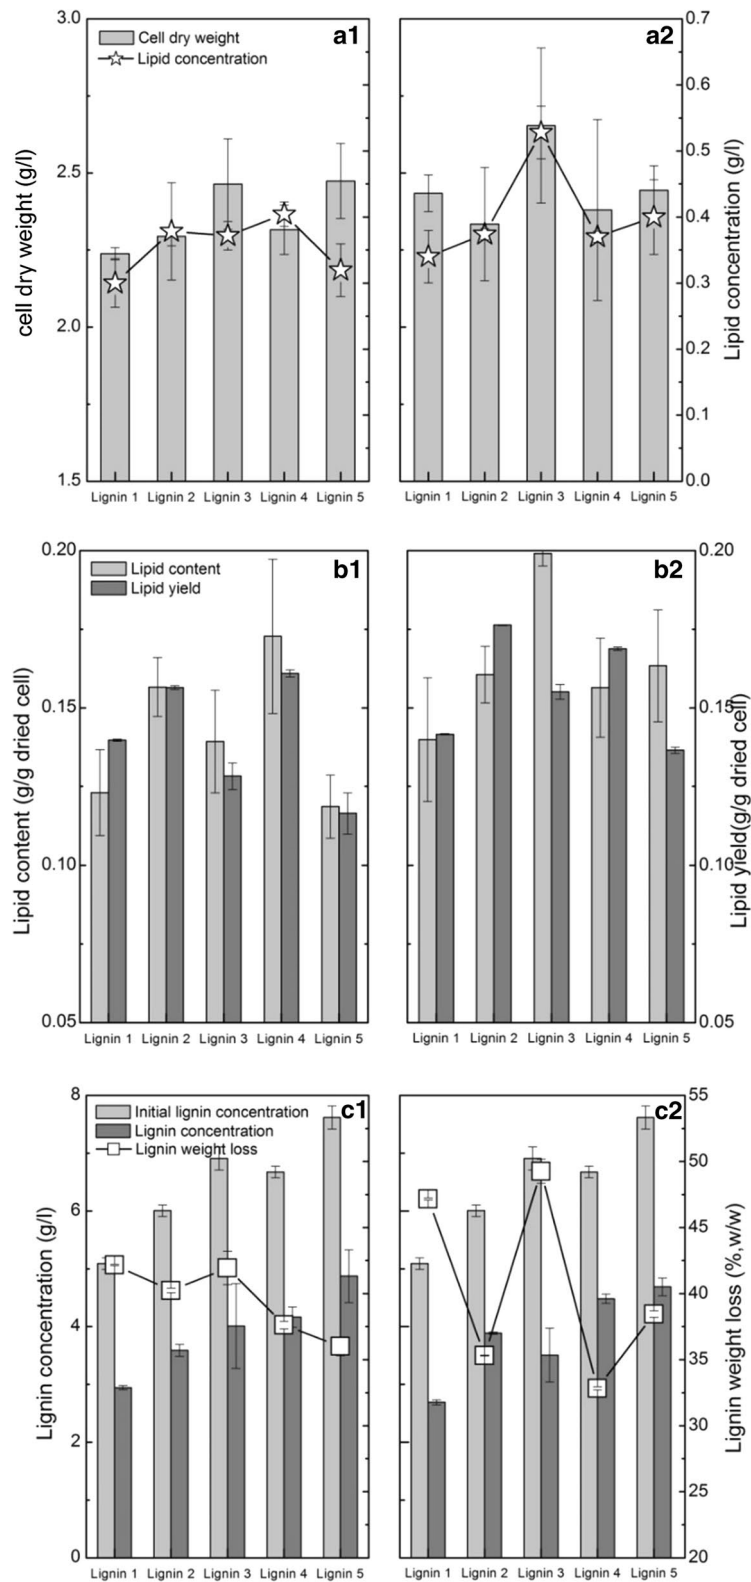 a1
a2
Cell dry weight
Lipid concentration
cell dry weight (g/l)
3.0
2.5
2.0
1.5
Lignin 1 Lignin 2 Lignin 3 Lignin 4 Lignin 5
Lignin 1 Lignin 2 Lignin 3 Lignin 4 Lignin 5
0.7
0.6
0.5
0.4
0.3
0.2
0.1
0.0
Lipid concentration (g/l)
b1
b2
Lipid content
Lipid yield
Lipid content (g/g dried cell)
0.20
0.15
0.10
0.05
Lignin 1 Lignin 2 Lignin 3 Lignin 4 Lignin 5
Lignin 1 Lignin 2 Lignin 3 Lignin 4 Lignin 5
0.20
0.15
0.10
0.05
Lipid yield(g/g dried cell)
c1
c2
Initial lignin concentration
Lignin concentration
Lignin weight loss
Lignin concentration (g/l)
8
6
4
2
0
Lignin 1 Lignin 2 Lignin 3 Lignin 4 Lignin 5
Lignin 1 Lignin 2 Lignin 3 Lignin 4 Lignin 5
55
50
45
40
35
30
25
20
Lignin weight loss (%,w/w)